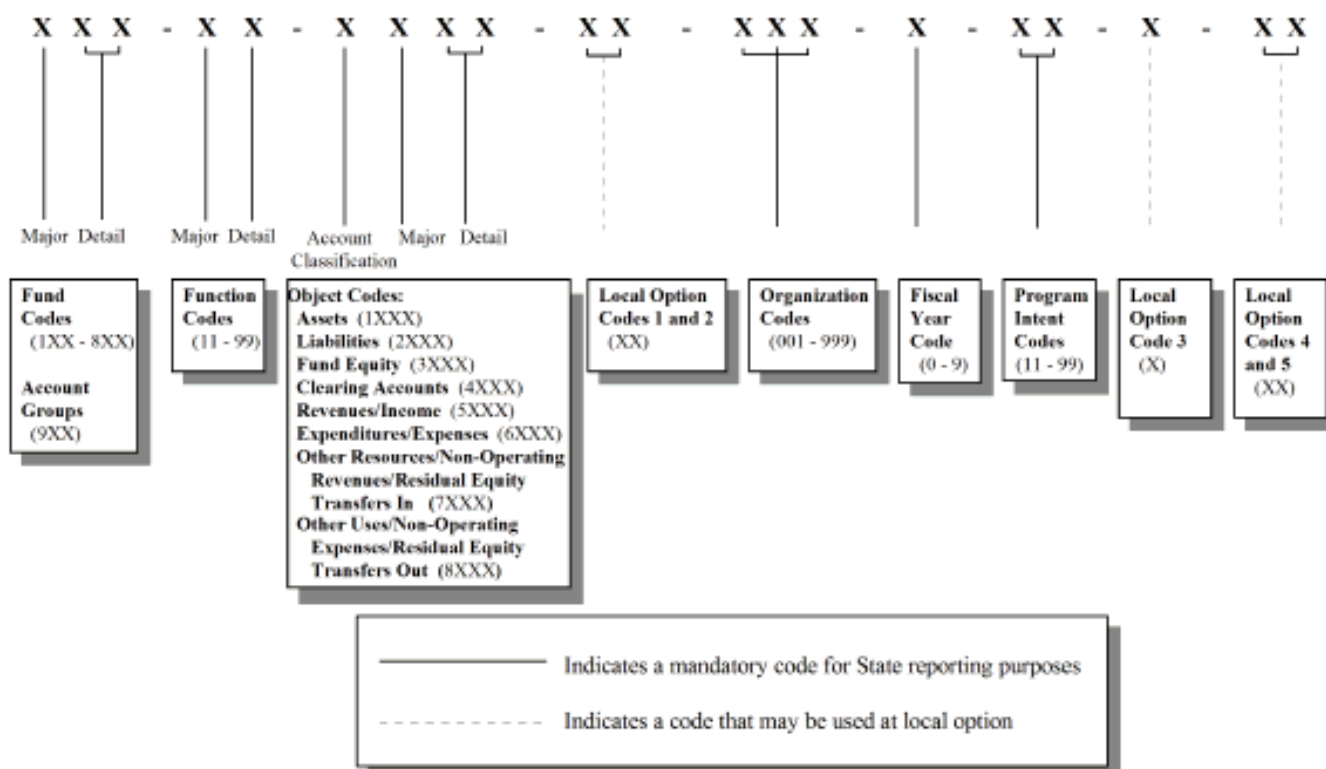 X X X - X X - X X X X - X X - X X X - X - X X - X - X X
Major Detail Major Detail Account Classification Major Detail
Fund
Codes
(1XX - 8XX)
Account
Groups
(9XX)
Function
Codes
(11 - 99)
Object Codes:
Assets (1XXX)
Liabilities (2XXX)
Fund Equity (3XXX)
Clearing Accounts (4XXX)
Revenues/Income (5XXX)
Expenditures/Expenses (6XXX)
Other Resources/Non-Operating
Revenues/Residual Equity
Transfers In (7XXX)
Other Uses/Non-Operating
Expenses/Residual Equity
Transfers Out (8XXX)
Local Option
Codes 1 and 2
(XX)
Organization
Codes
(001 - 999)
Fiscal
Year
Code
(0 - 9)
Program
Intent
Codes
(11 - 99)
Local
Option
Code 3
(X)
Local
Option
Codes 4
and 5
(XX)
Indicates a mandatory code for State reporting purposes
Indicates a code that may be used at local option